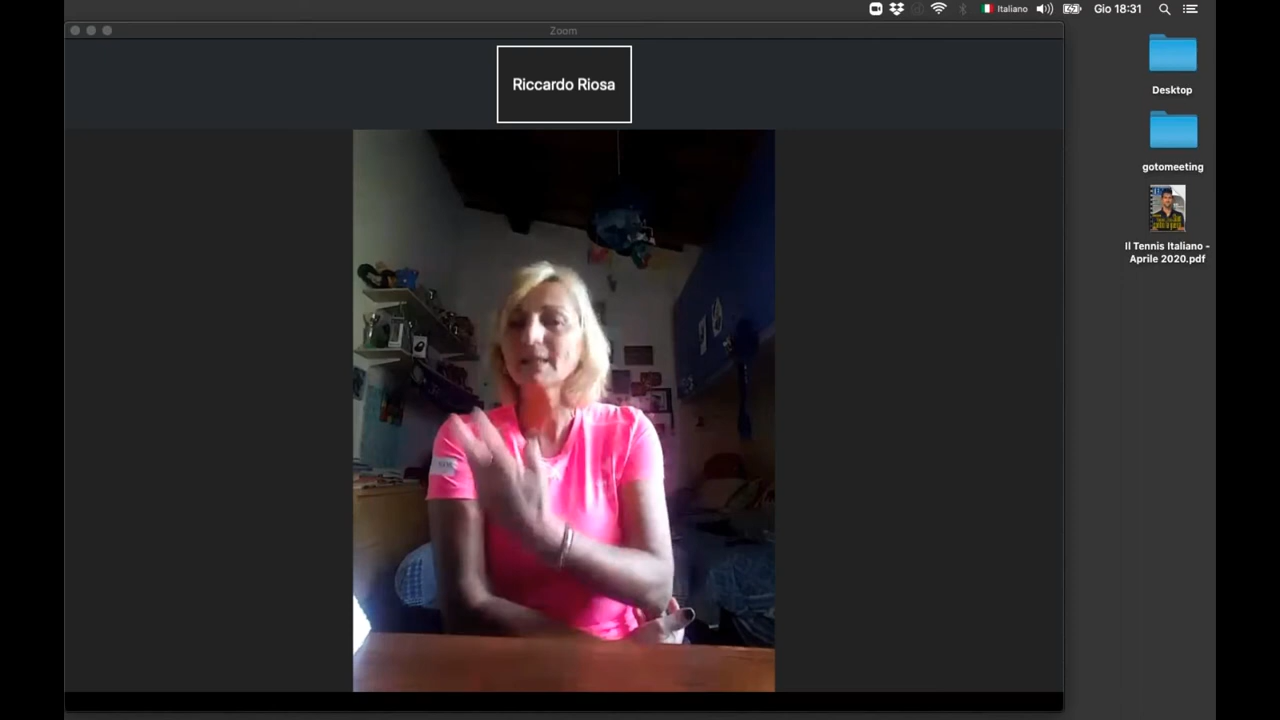 Italiano
Gio 18:31
Zoom
Riccardo Riosa
Desktop
gotomeeting
Il Tennis Italiano -
Aprile 2020.pdf